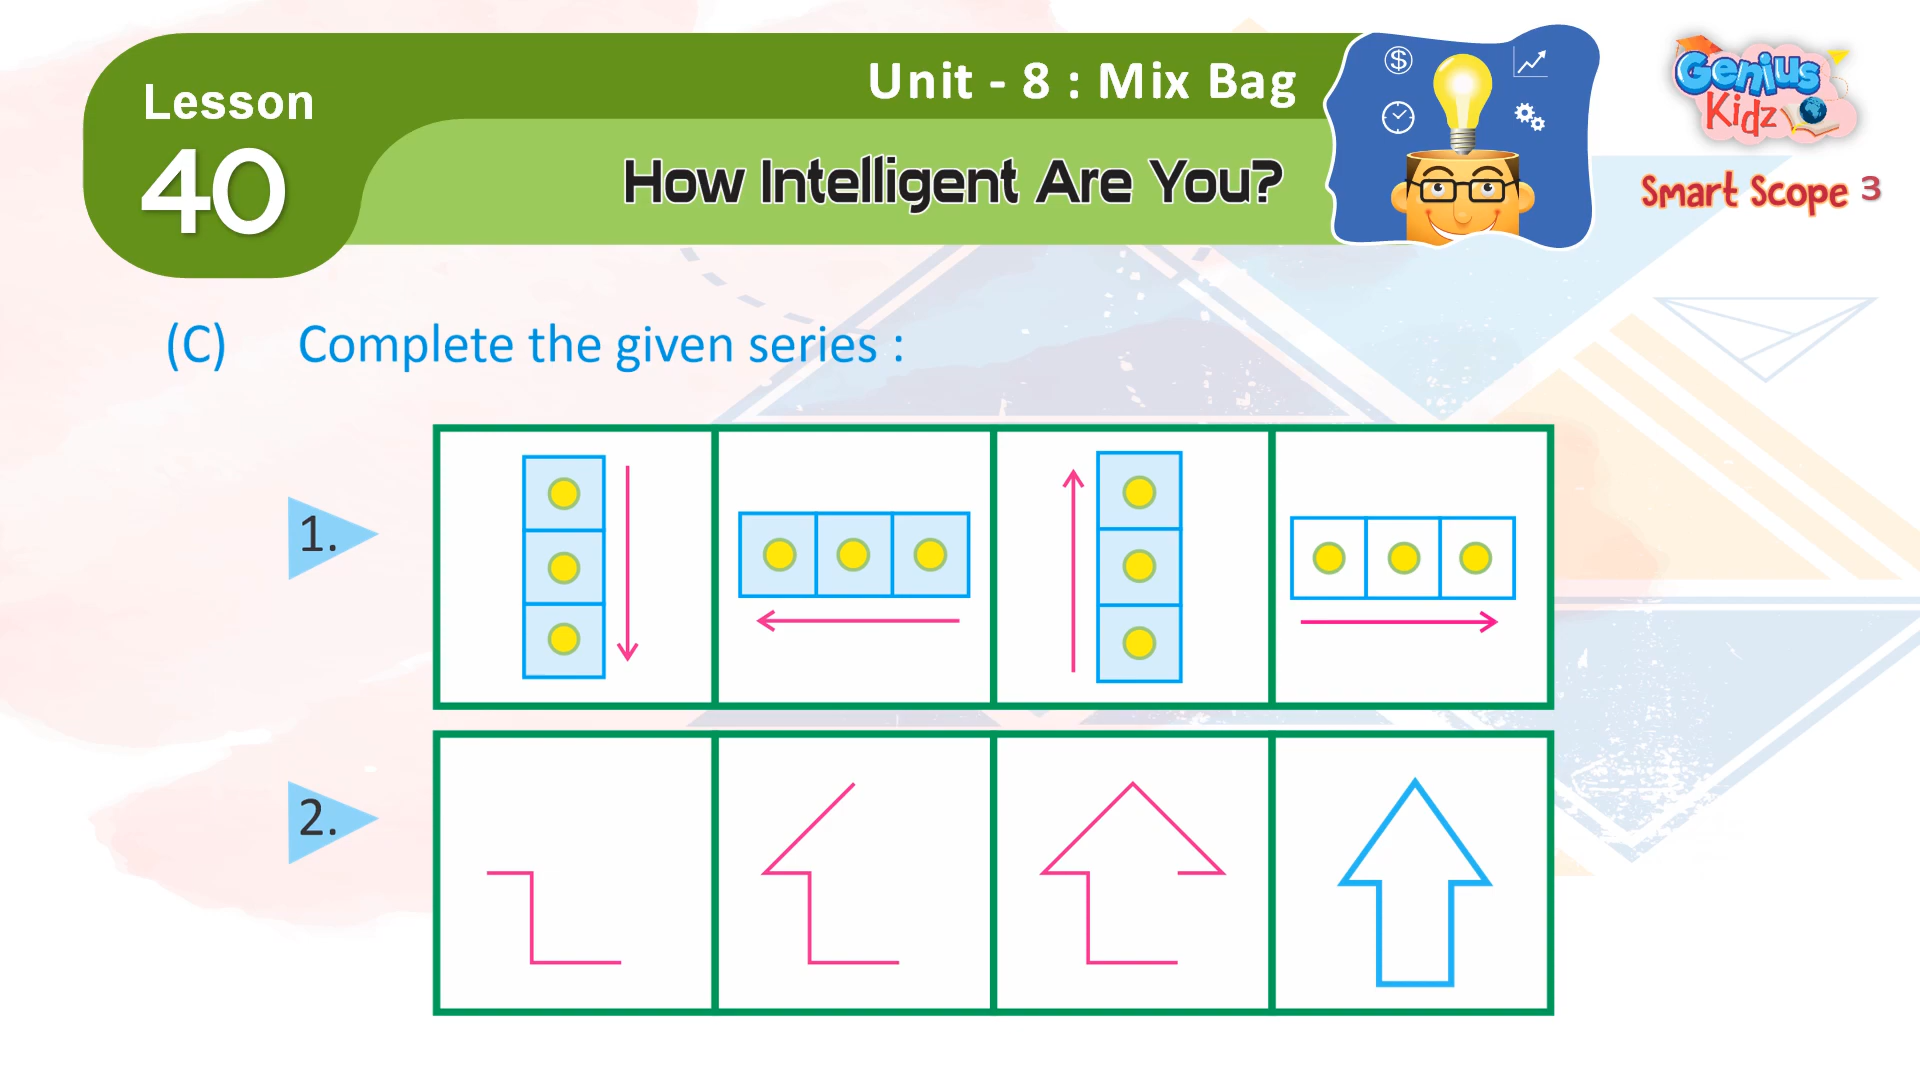 Lesson
40
Unit - 8 : Mix Bag
How Intelligent Are You?
Genius
Kidz
Smart Scope 3
(C) Complete the given series :
1.
2.